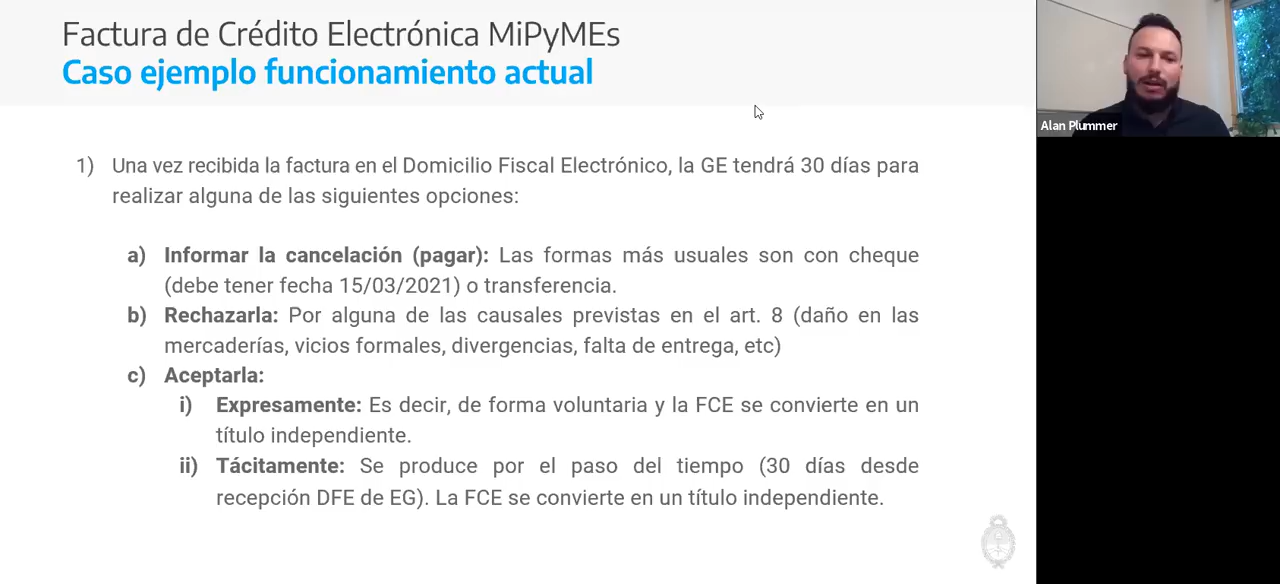 Factura de Crédito Electrónica MiPyMEs
Caso ejemplo funcionamiento actual
Alan Plummer
1) Una vez recibida la factura en el Domicilio Fiscal Electrónico, la GE tendrá 30 días para
realizar alguna de las siguientes opciones:
a) Informar la cancelación (pagar): Las formas más usuales son con cheque
(debe tener fecha 15/03/2021) o transferencia.
b) Rechazarla: Por alguna de las causales previstas en el art. 8 (daño en las
mercaderías, vicios formales, divergencias, falta de entrega, etc)
c) Aceptarla:
i) Expresamente: Es decir, de forma voluntaria y la FCE se convierte en un
título independiente.
ii) Tácitamente: Se produce por el paso del tiempo (30 días desde
recepción DFE de EG). La FCE se convierte en un título independiente.